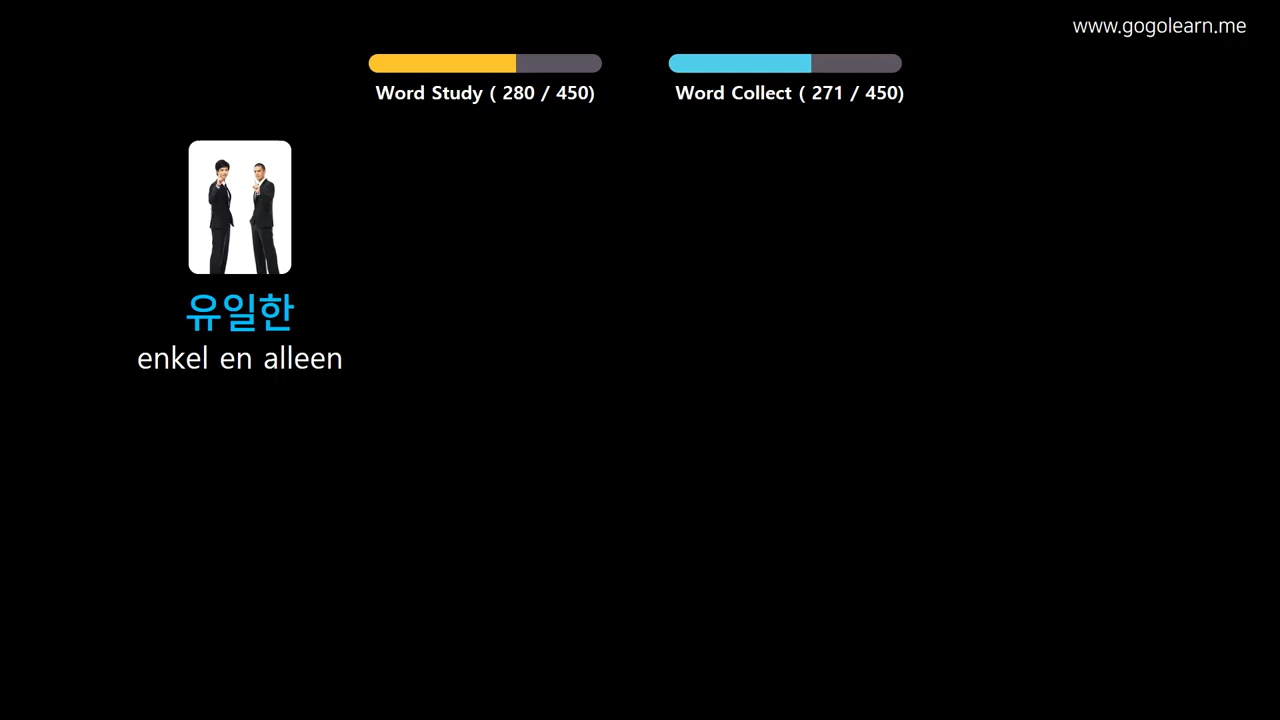 www.gogolearn.me
Word Study ( 280 / 450)
Word Collect ( 271 / 450)
유일한
enkel en alleen